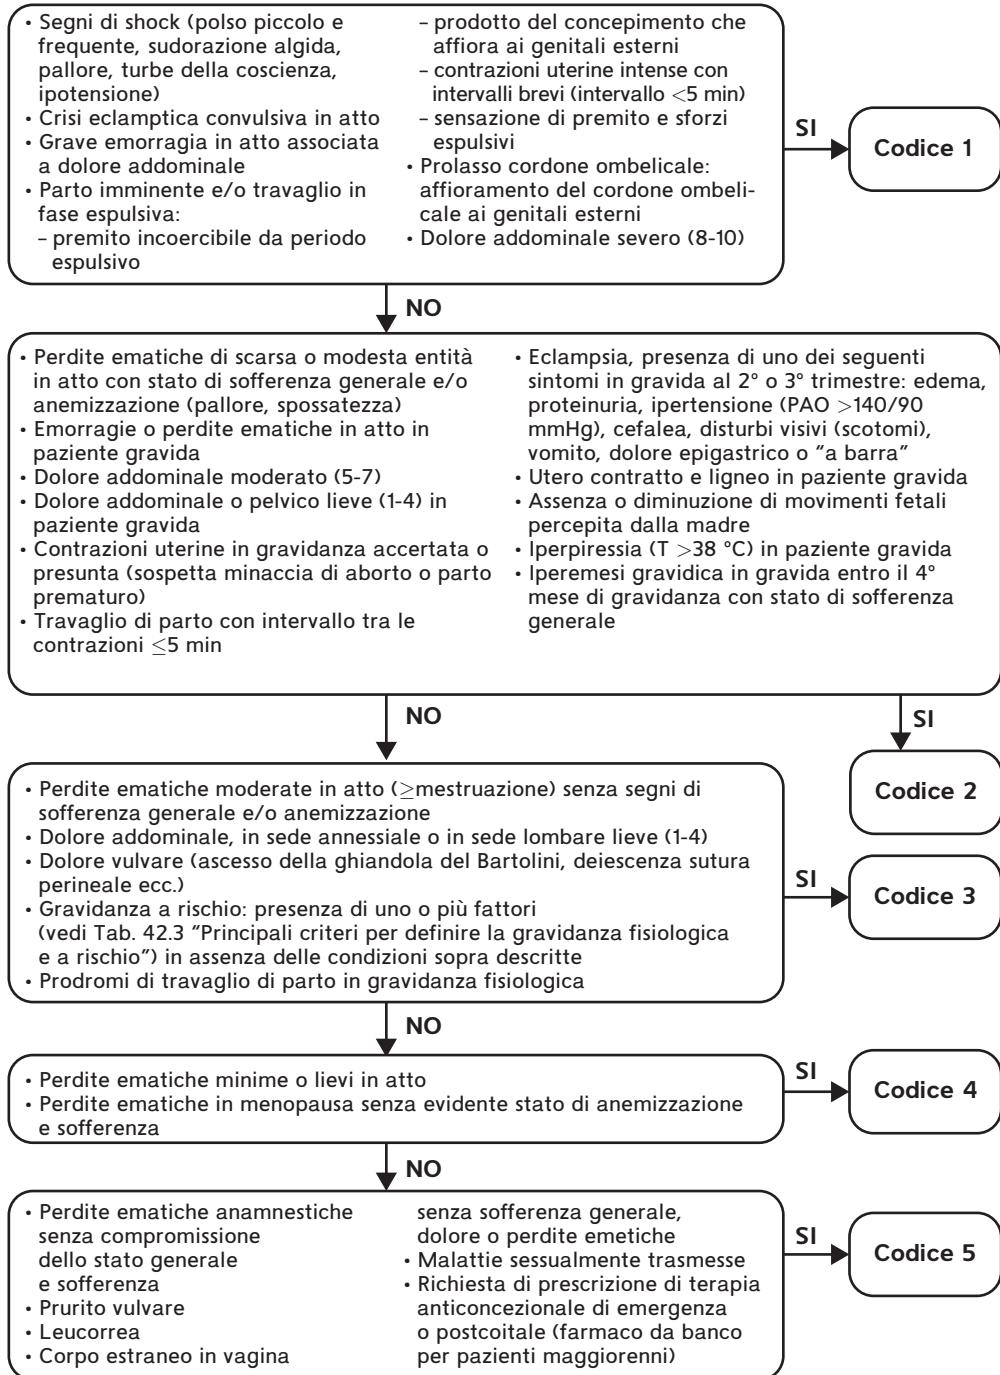 • Segni di shock (polso piccolo e
frequente, sudorazione algida,
pallore, turbe della coscienza,
ipotensione)
• Crisi eclamptica convulsiva in atto
• Grave emorragia in atto associata
a dolore addominale
• Parto imminente e/o travaglio in
fase espulsiva:
– premito incoercibile da periodo
espulsivo
– prodotto del concepimento che
affiora ai genitali esterni
– contrazioni uterine intense con
intervalli brevi (intervallo <5 min)
– sensazione di premito e sforzi
espulsivi
• Prolasso cordone ombelicale:
affioramento del cordone ombeli-
cale ai genitali esterni
• Dolore addominale severo (8-10)
SI
Codice 1
NO
• Perdite ematiche di scarsa o modesta entità
in atto con stato di sofferenza generale e/o
anemizzazione (pallore, spossatezza)
• Emorragie o perdite ematiche in atto in
paziente gravida
• Dolore addominale moderato (5-7)
• Dolore addominale o pelvico lieve (1-4) in
paziente gravida
• Contrazioni uterine in gravidanza accertata o
presunta (sospetta minaccia di aborto o parto
prematuro)
• Travaglio di parto con intervallo tra le
contrazioni ≤5 min
• Eclampsia, presenza di uno dei seguenti
sintomi in gravida al 2° o 3° trimestre: edema,
proteinuria, ipertensione (PAO >140/90
mmHg), cefalea, disturbi visivi (scotomi),
vomito, dolore epigastrico o “a barra”
• Utero contratto e ligneo in paziente gravida
• Assenza o diminuzione di movimenti fetali
percepita dalla madre
• Iperpiressia (T >38 °C) in paziente gravida
• Iperemesi gravidica in gravida entro il 4°
mese di gravidanza con stato di sofferenza
generale
NO
SI
Codice 2
• Perdite ematiche moderate in atto (≥mestruazione) senza segni di
sofferenza generale e/o anemizzazione
• Dolore addominale, in sede annessiale o in sede lombare lieve (1-4)
• Dolore vulvare (ascesso della ghiandola del Bartolini, deiescenza sutura
perineale ecc.)
• Gravidanza a rischio: presenza di uno o più fattori
(vedi Tab. 42.3 “Principali criteri per definire la gravidanza fisiologica
e a rischio”) in assenza delle condizioni sopra descritte
• Prodromi di travaglio di parto in gravidanza fisiologica
SI
Codice 3
NO
• Perdite ematiche minime o lievi in atto
• Perdite ematiche in menopausa senza evidente stato di anemizzazione
e sofferenza
SI
Codice 4
NO
• Perdite ematiche anamnestiche
senza compromissione
dello stato generale
e sofferenza
• Prurito vulvare
• Leucorrea
• Corpo estraneo in vagina
senza sofferenza generale,
dolore o perdite emetiche
• Malattie sessualmente trasmesse
• Richiesta di prescrizione di terapia
anticoncezionale di emergenza
o postcoitale (farmaco da banco
per pazienti maggiorenni)
SI
Codice 5